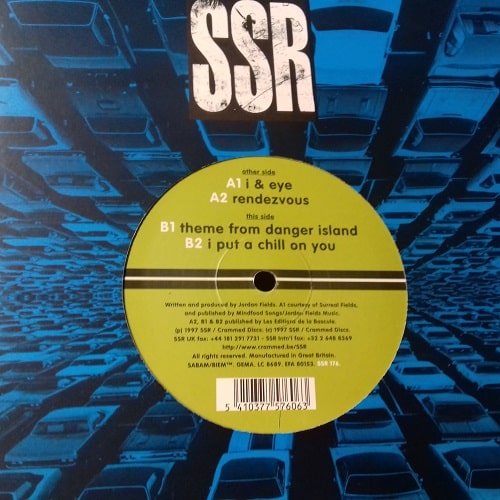 SSR
other side
A1 i & eye
A2 rendezvous
this side
B1 theme from danger island
B2 i put a chill on you
Written and produced by Jordan Fields. A1 courtesy of Surreal Fields,
and published by Mindfood Songs/Jordan Fields Music.
A2, B1 & B2 published by Les Editions de la Bascule.
(p) 1997 SSR / Crammed Discs. (c) 1997 SSR / Crammed Discs.
SSR UK fax: +44 181 291 7731 - SSR Int'l fax: +32 2 648 8369
http://www.crammed.be/SSR
All rights reserved. Manufactured in Great Britain.
SABAM/BIEM™. GEMA. LC 8689. EFA 80153. SSR 176.
5 410377 576063